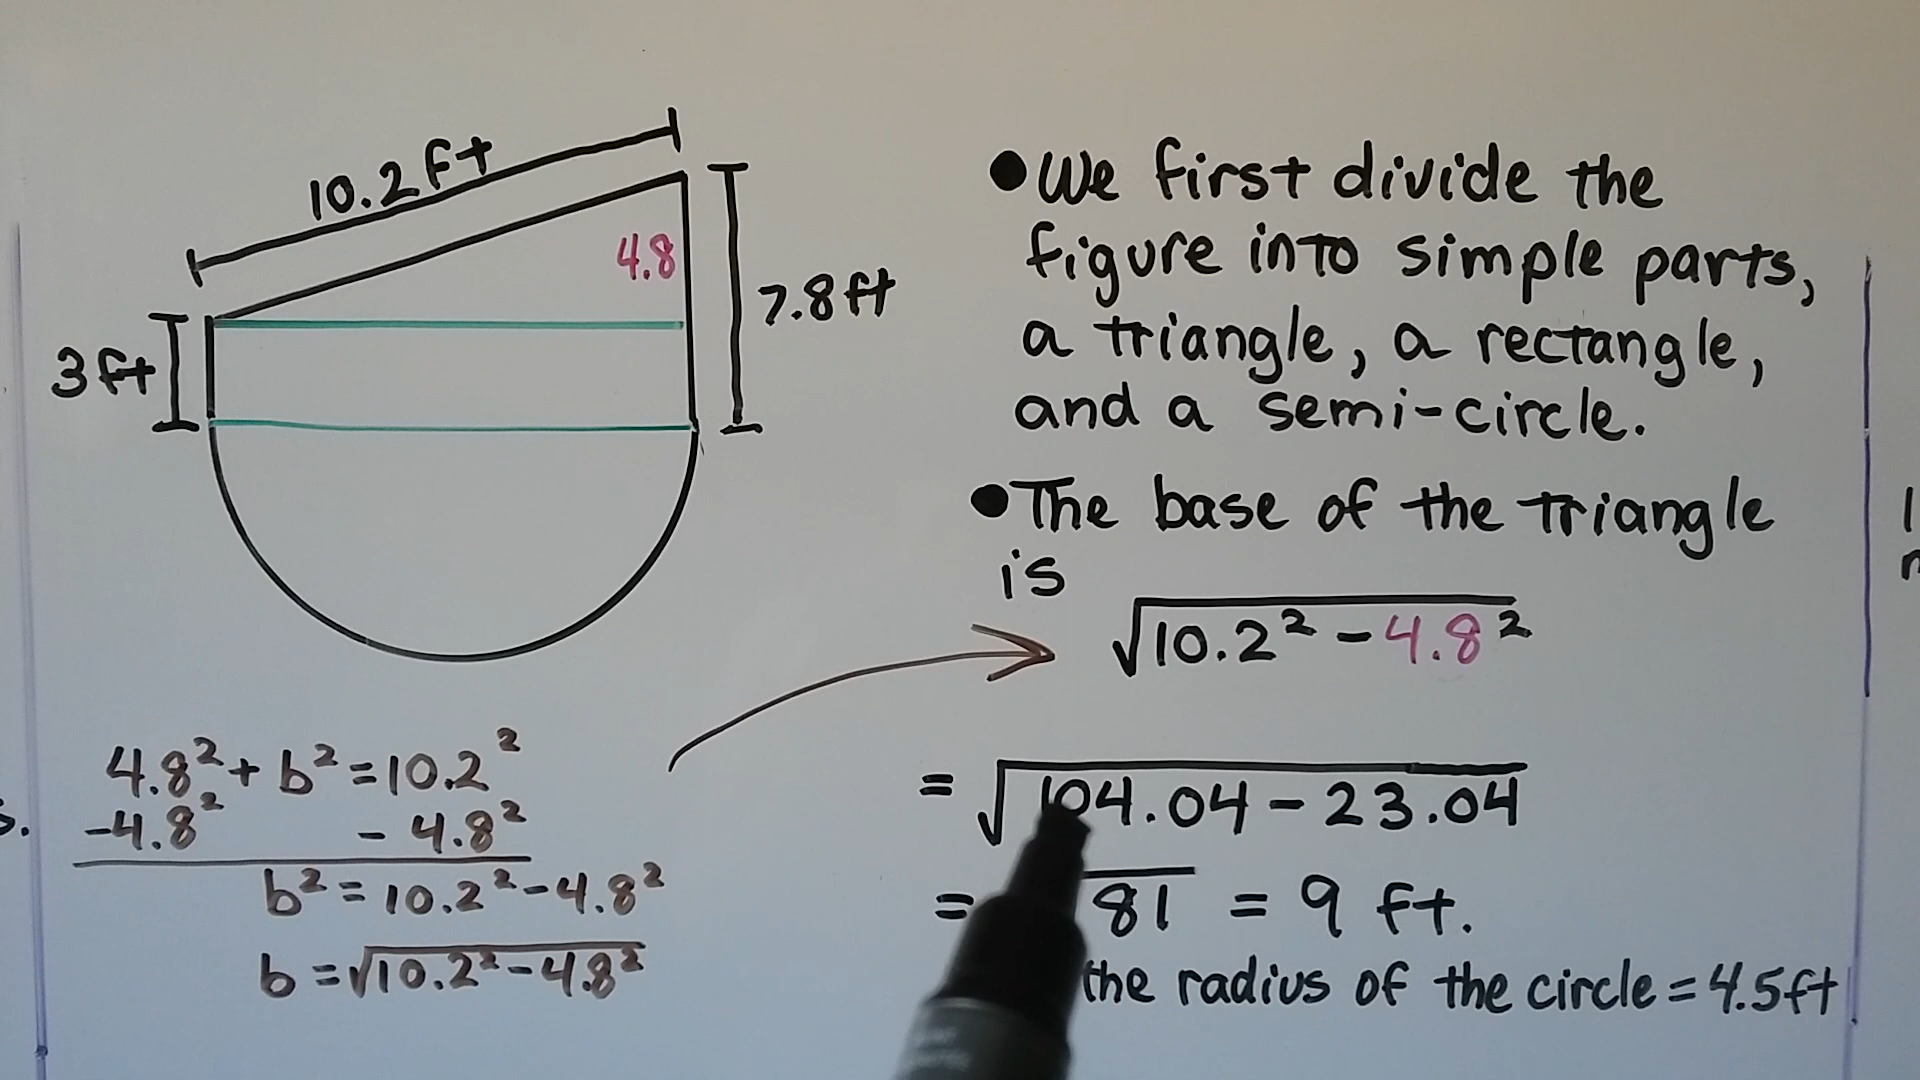 10.2 ft
4.8
7.8 ft
3 ft
4.8² + b² = 10.2²
-4.8² - 4.8²
b² = 10.2² - 4.8²
b = √10.2² - 4.8²
• We first divide the
figure into simple parts,
a triangle, a rectangle,
and a semi-circle.
• The base of the triangle
is
√10.2² - 4.8²
= √104.04 - 23.04
= 81 = 9 ft.
the radius of the circle = 4.5ft